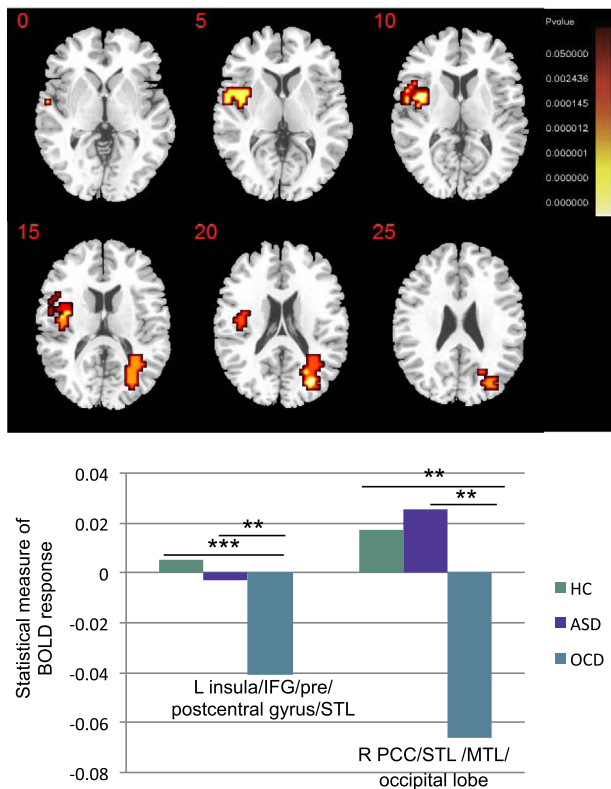 0
5
10
Pvalue
0.050000
0.002436
0.000145
0.000012
0.000001
0.000000
0.000000
15
20
25
0.04
0.02
0
-0.02
-0.04
-0.06
-0.08
Statistical measure of
BOLD response
**
***
**
**
L insula/IFG/pre/
postcentral gyrus/STL
R PCC/STL /MTL/
occipital lobe
HC
ASD
OCD